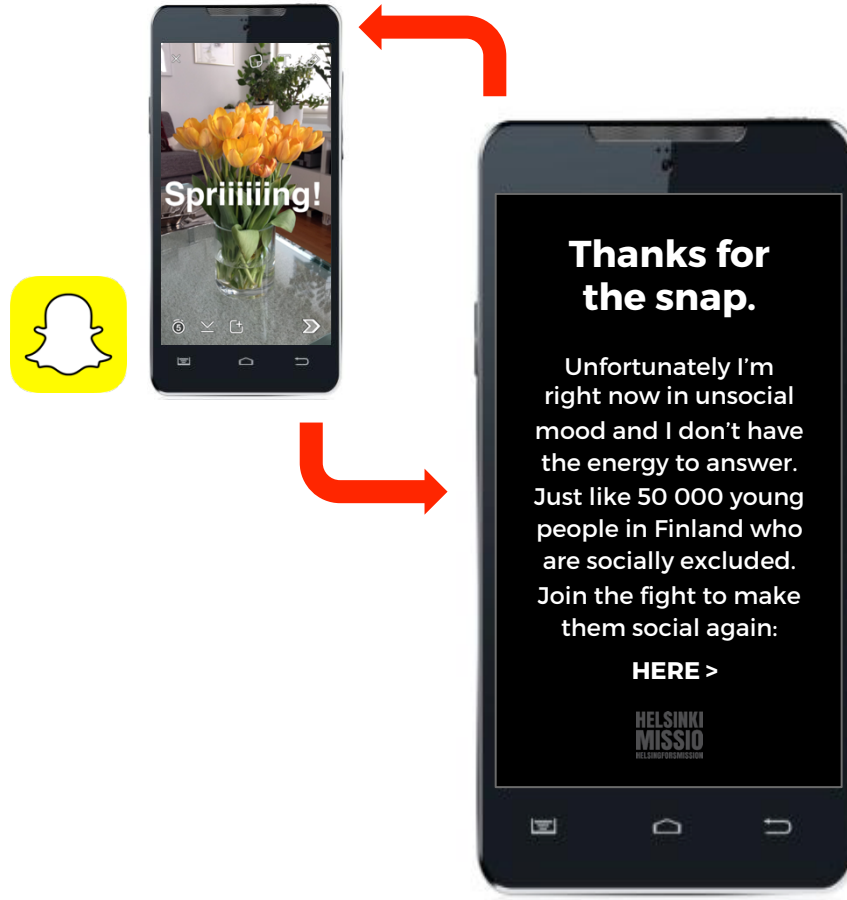 Spriiiiiing!
5
Thanks for
the snap.
Unfortunately I’m
right now in unsocial
mood and I don’t have
the energy to answer.
Just like 50 000 young
people in Finland who
are socially excluded.
Join the fight to make
them social again:
HERE >
HELSINKI
MISSIO
HELSINGFORSMISSION